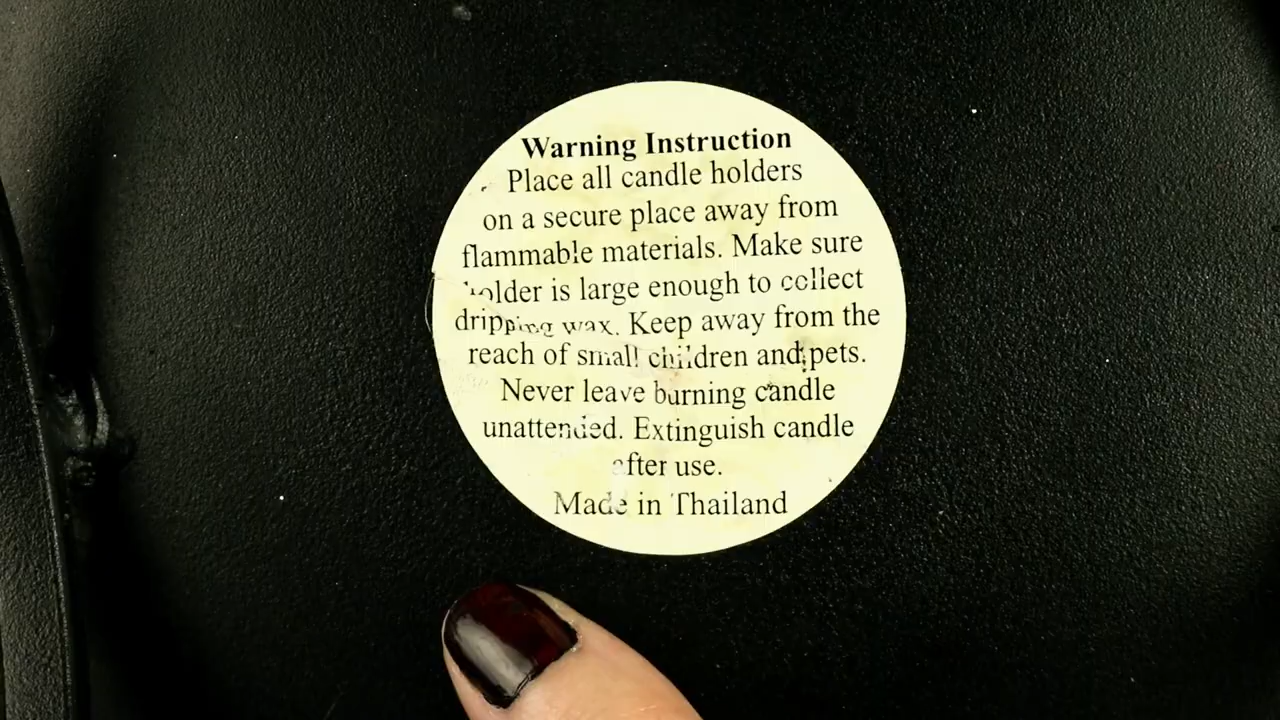 Warning Instruction
Place all candle holders
on a secure place away from
flammable materials. Make sure
holder is large enough to collect
dripping wax. Keep away from the
reach of small children and pets.
Never leave burning candle
unattended. Extinguish candle
after use.
Made in Thailand